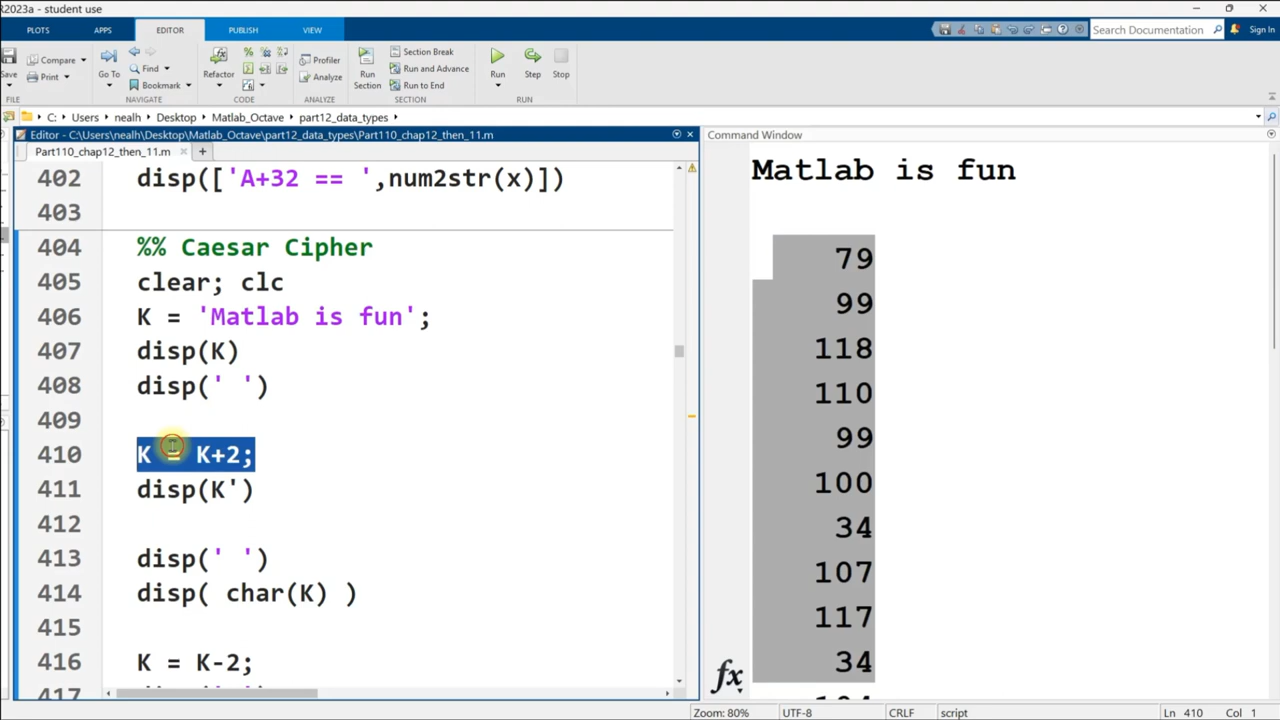 R2023a - student use
PLOTS APPS EDITOR PUBLISH VIEW
Search Documentation
Sign In
Save
Compare
Print
Go To
Find
Bookmark
Refactor
Profiler
Analyze
Run
Section
Section Break
Run and Advance
Run to End
Run
Step
Stop
FILE NAVIGATE CODE ANALYZE SECTION RUN
C: Users nealh Desktop Matlab_Octave part12_data_types
Editor - C:\Users\nealh\Desktop\Matlab_Octave\part12_data_types\Part110_chap12_then_11.m
Part110_chap12_then_11.m
402 disp(['A+32 == ',num2str(x)])
403
404 %% Caesar Cipher
405 clear; clc
406 K = 'Matlab is fun';
407 disp(K)
408 disp(' ')
409
410 K = K+2;
411 disp(K')
412
413 disp(' ')
414 disp( char(K) )
415
416 K = K-2;
417
Command Window
Matlab is fun
79
99
118
110
99
100
34
107
117
34
fx
Zoom: 80% UTF-8 CRLF script Ln 410 Col 1